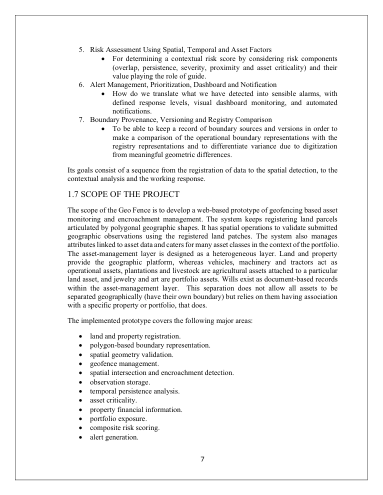 5. Risk Assessment Using Spatial, Temporal and Asset Factors
• For determining a contextual risk score by considering risk components
(overlap, persistence, severity, proximity and asset criticality) and their
value playing the role of guide.
6. Alert Management, Prioritization, Dashboard and Notification
• How do we translate what we have detected into sensible alarms, with
defined response levels, visual dashboard monitoring, and automated
notifications.
7. Boundary Provenance, Versioning and Registry Comparison
• To be able to keep a record of boundary sources and versions in order to
make a comparison of the operational boundary representations with the
registry representations and to differentiate variance due to digitization
from meaningful geometric differences.
Its goals consist of a sequence from the registration of data to the spatial detection, to the
contextual analysis and the working response.
1.7 SCOPE OF THE PROJECT
The scope of the Geo Fence is to develop a web-based prototype of geofencing based asset
monitoring and encroachment management. The system keeps registering land parcels
articulated by polygonal geographic shapes. It has spatial operations to validate submitted
geographic observations using the registered land patches. The system also manages
attributes linked to asset data and caters for many asset classes in the context of the portfolio.
The asset-management layer is designed as a heterogeneous layer. Land and property
provide the geographic platform, whereas vehicles, machinery and tractors act as
operational assets, plantations and livestock are agricultural assets attached to a particular
land asset, and jewelry and art are portfolio assets. Wills exist as document-based records
within the asset-management layer. This separation does not allow all assets to be
separated geographically (have their own boundary) but relies on them having association
with a specific property or portfolio, that does.
The implemented prototype covers the following major areas:
• land and property registration.
• polygon-based boundary representation.
• spatial geometry validation.
• geofence management.
• spatial intersection and encroachment detection.
• observation storage.
• temporal persistence analysis.
• asset criticality.
• property financial information.
• portfolio exposure.
• composite risk scoring.
• alert generation.
7